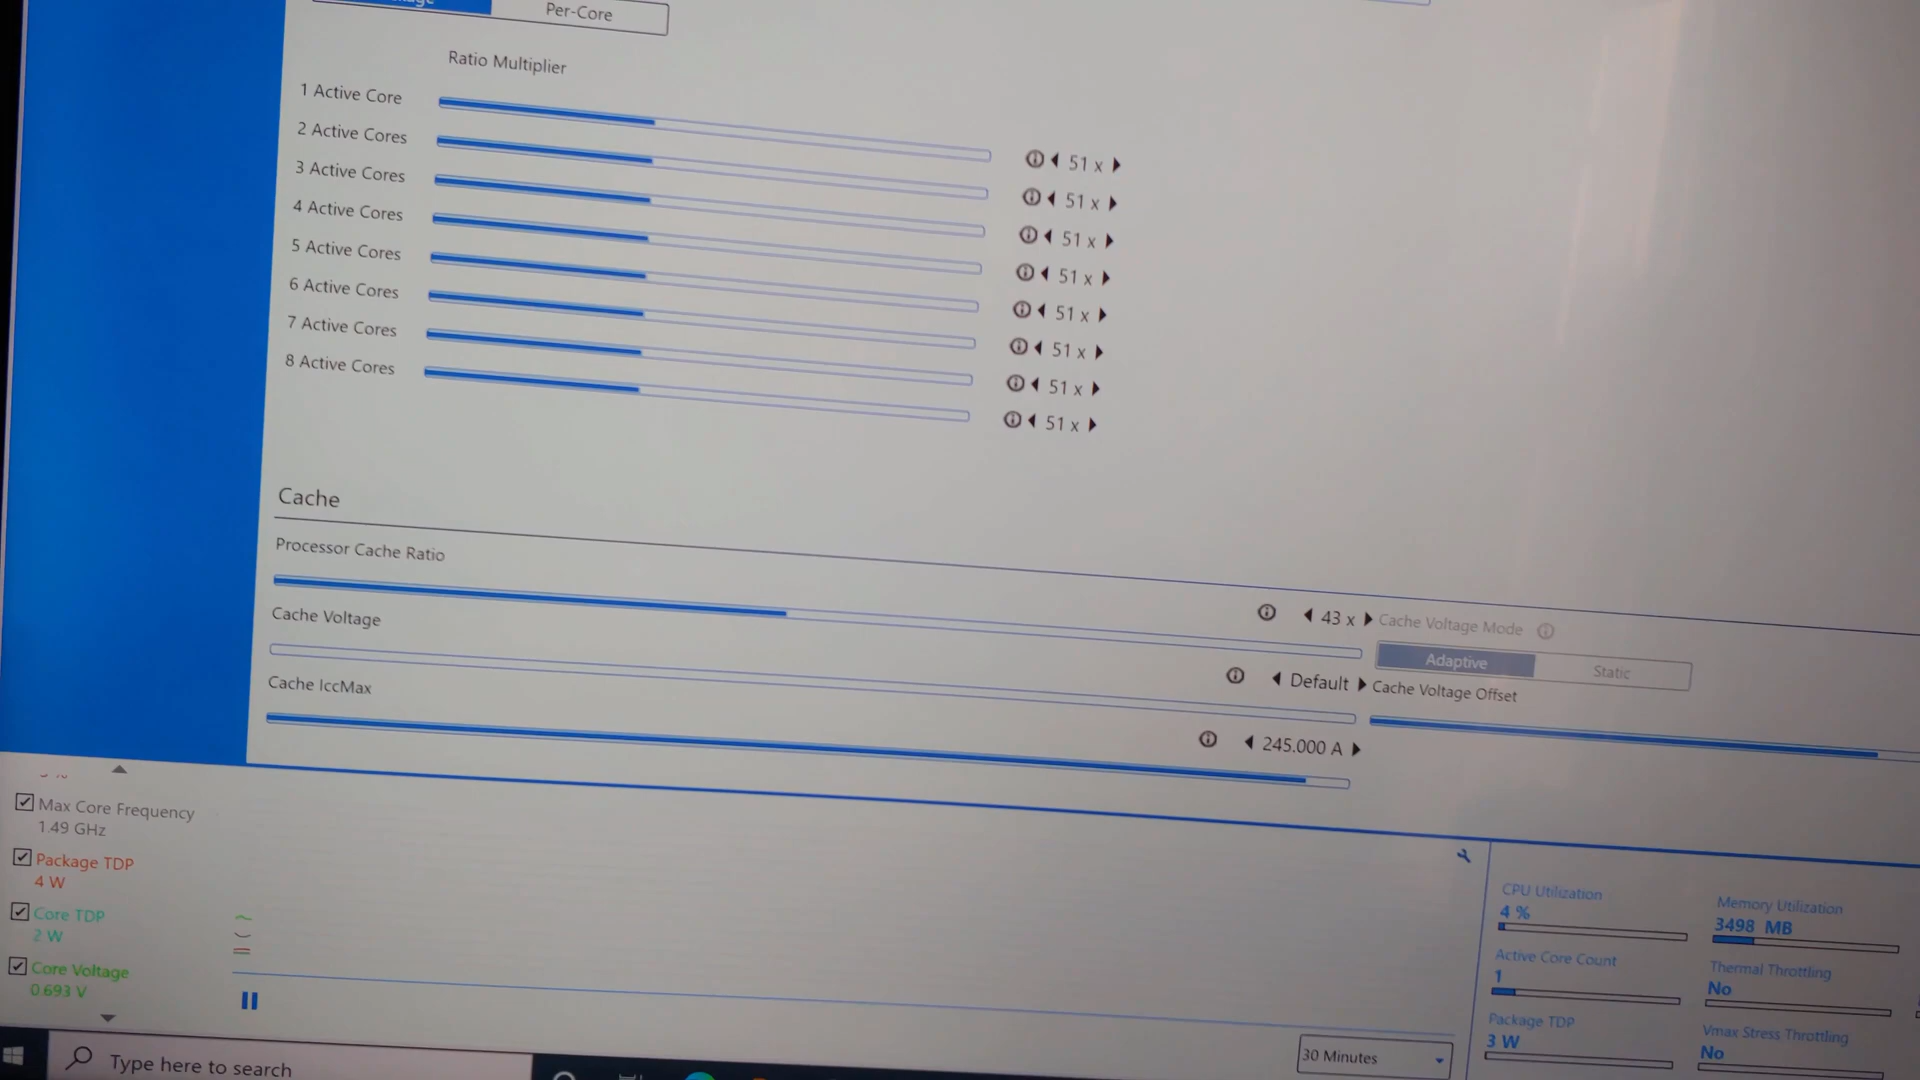 Per-Core
Ratio Multiplier
1 Active Core
51 x
2 Active Cores
51 x
3 Active Cores
51 x
4 Active Cores
51 x
5 Active Cores
51 x
6 Active Cores
51 x
7 Active Cores
51 x
8 Active Cores
51 x
Cache
Processor Cache Ratio
43 x
Cache Voltage Mode
Adaptive
Static
Cache Voltage
Default
Cache Voltage Offset
Cache IccMax
245.000 A
Max Core Frequency
1.49 GHz
Package TDP
4 W
Core TDP
2 W
Core Voltage
0.693 V
30 Minutes
CPU Utilization
4 %
Memory Utilization
3498 MB
Active Core Count
1
Thermal Throttling
No
Package TDP
3 W
Vmax Stress Throttling
No
Type here to search